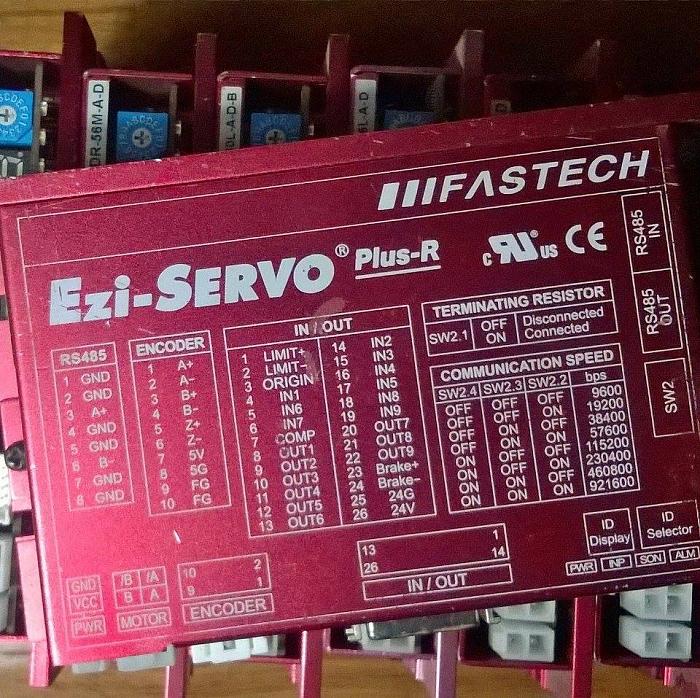 DR-56M-A-D
FASTECH
Ezi-SERVO® Plus-R
c RU US CE
RS485 IN
RS485 OUT
SW2
RS485
1 GND
2 GND
3 A+
4 GND
5 GND
6 B-
7 GND
8 GND
ENCODER
1 A+
2 A-
3 B+
4 B-
5 Z+
6 Z-
7 5V
8 SG
9 FG
10 FG
IN / OUT
1 LIMIT+
2 LIMIT-
3 ORIGIN
4 IN1
5 IN6
6 IN7
7 COMP
8 OUT1
9 OUT2
10 OUT3
11 OUT4
12 OUT5
13 OUT6
14 IN2
15 IN3
16 IN4
17 IN5
18 IN8
19 IN9
20 OUT7
21 OUT8
22 OUT9
23 Brake+
24 Brake-
25 24G
26 24V
TERMINATING RESISTOR
SW2.1 OFF Disconnected
ON Connected
COMMUNICATION SPEED
SW2.4 SW2.3 SW2.2 bps
OFF OFF OFF 9600
OFF OFF ON 19200
OFF ON OFF 38400
OFF ON ON 57600
ON OFF OFF 115200
ON OFF ON 230400
ON ON OFF 460800
ON ON ON 921600
ID Display
ID Selector
PWR INP SON ALM
13 1
26 14
IN / OUT
10 2
9 1
ENCODER
GND
VCC
PWR
/B /A
B A
MOTOR